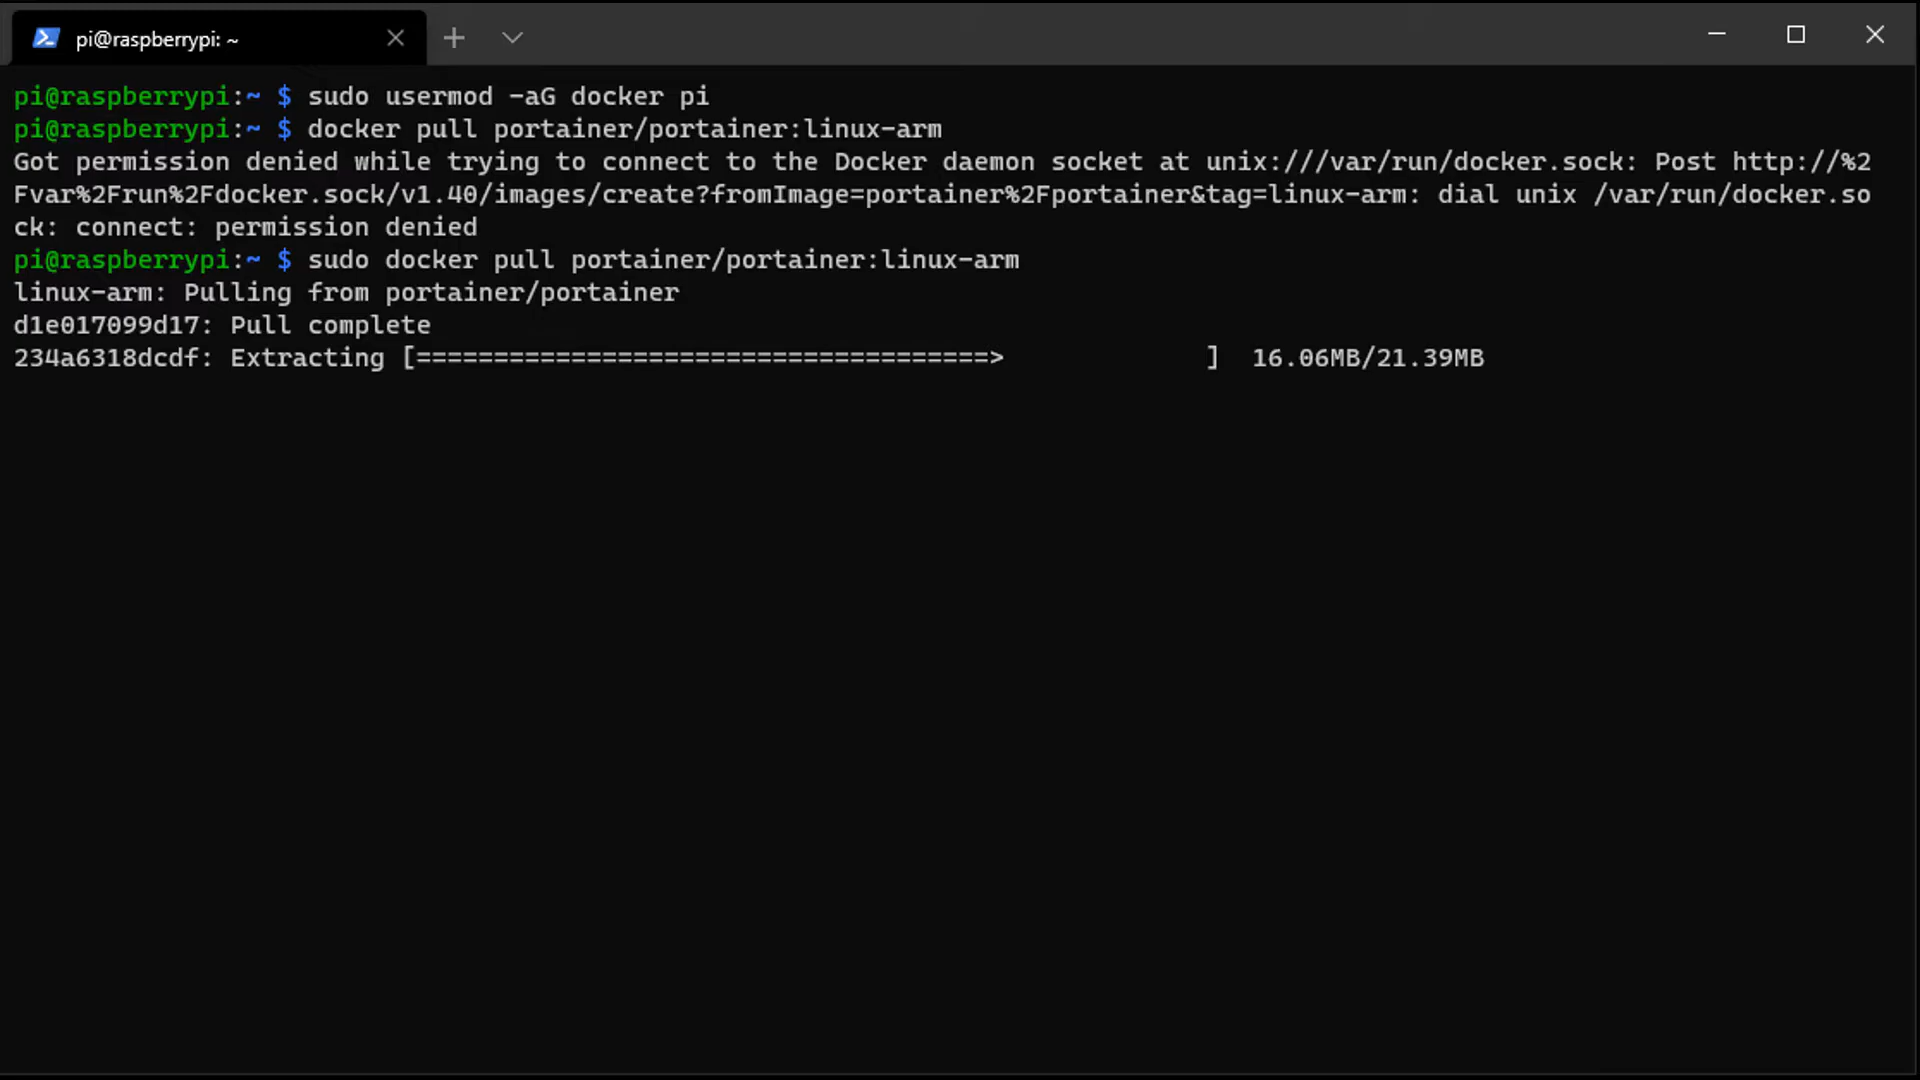 pi@raspberrypi: ~
pi@raspberrypi:~ $ sudo usermod -aG docker pi
pi@raspberrypi:~ $ docker pull portainer/portainer:linux-arm
Got permission denied while trying to connect to the Docker daemon socket at unix:///var/run/docker.sock: Post http://%2
Fvar%2Frun%2Fdocker.sock/v1.40/images/create?fromImage=portainer%2Fportainer&tag=linux-arm: dial unix /var/run/docker.so
ck: connect: permission denied
pi@raspberrypi:~ $ sudo docker pull portainer/portainer:linux-arm
linux-arm: Pulling from portainer/portainer
d1e017099d17: Pull complete
234a6318dcdf: Extracting [=====================================>             ]  16.06MB/21.39MB